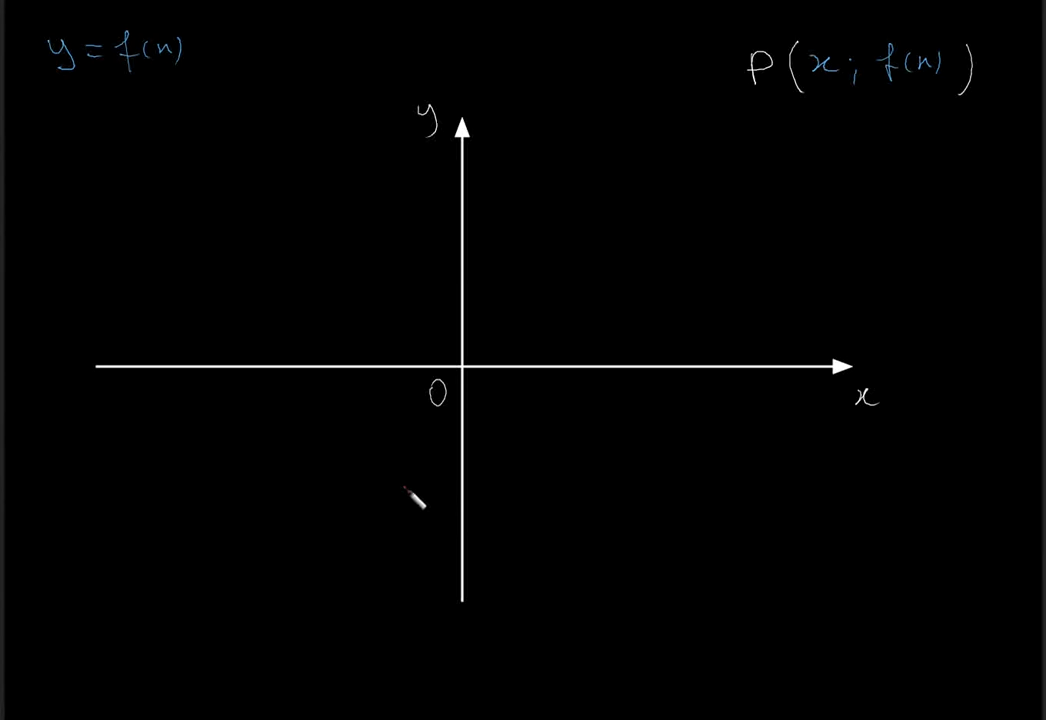 y = f(x)
P(x; f(x))
y
0
x